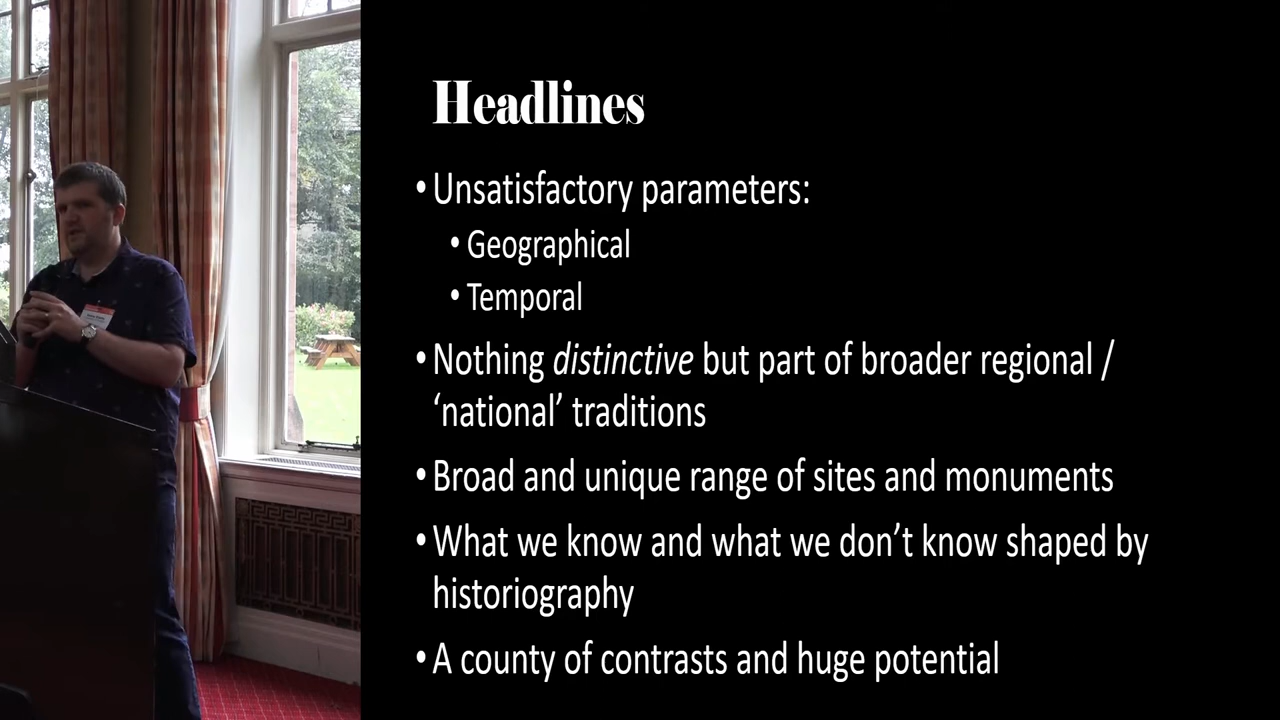 Headlines
•Unsatisfactory parameters:
•Geographical
•Temporal
•Nothing distinctive but part of broader regional /
‘national’ traditions
•Broad and unique range of sites and monuments
•What we know and what we don’t know shaped by
historiography
•A county of contrasts and huge potential